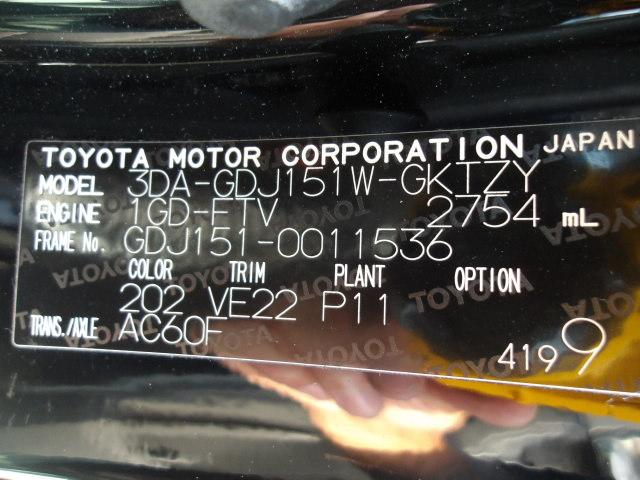 TOYOTA MOTOR CORPORATION JAPAN
MODEL 3DA-GDJ151W-GKTZY
ENGINE 1GD-FTV 2754 mL
FRAME No. GDJ151-0011536
COLOR TRIM PLANT OPTION
202 VE22 P11
TRANS./AXLE AC60F
4199